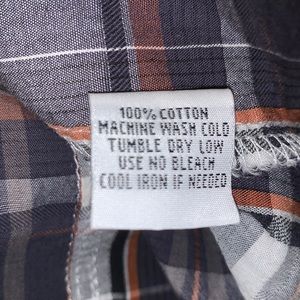 100% COTTON
MACHINE WASH COLD
TUMBLE DRY LOW
USE NO BLEACH
COOL IRON IF NEEDED